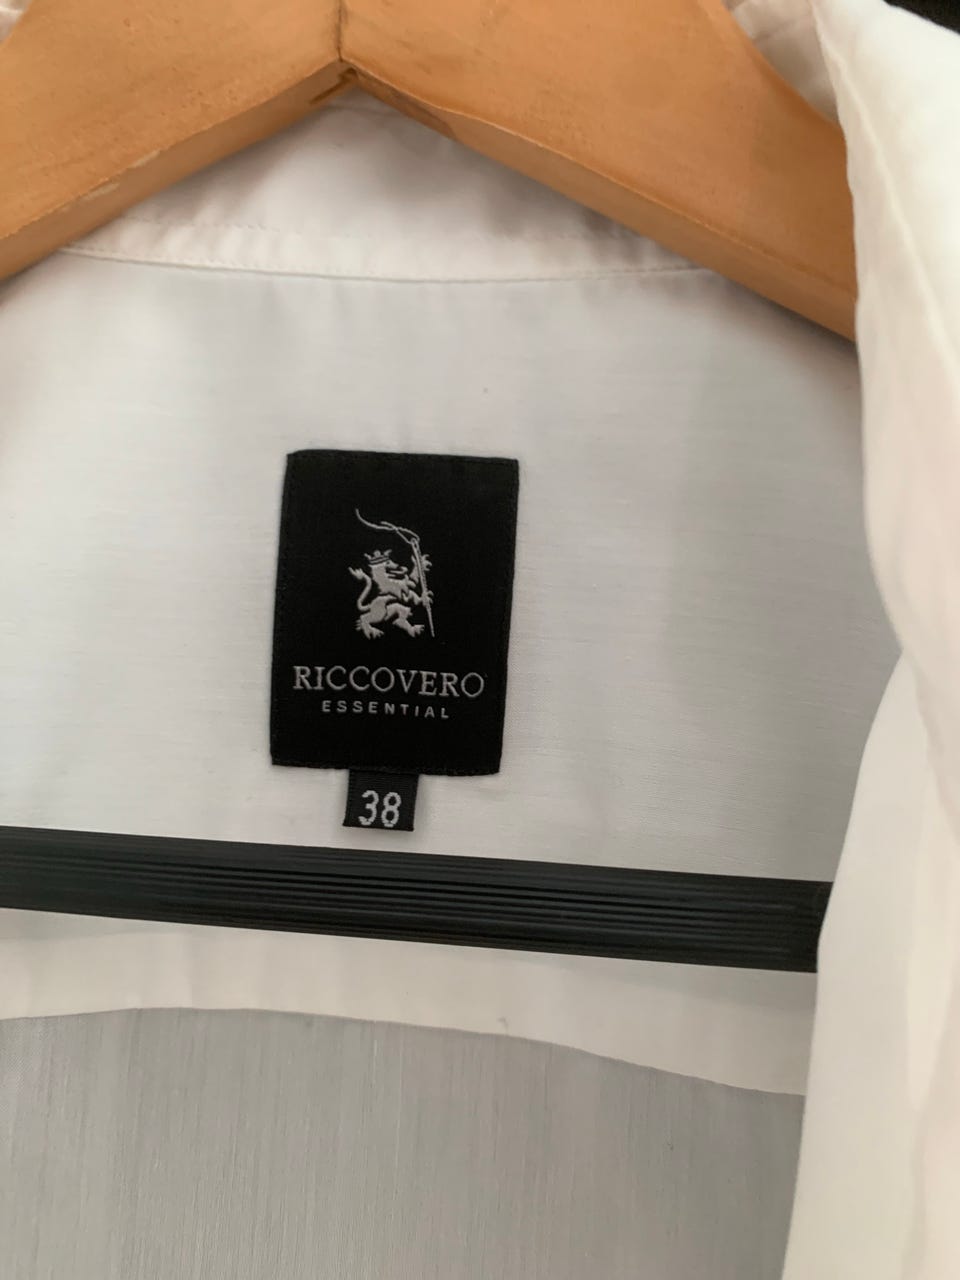 RICCOVERO
ESSENTIAL
38